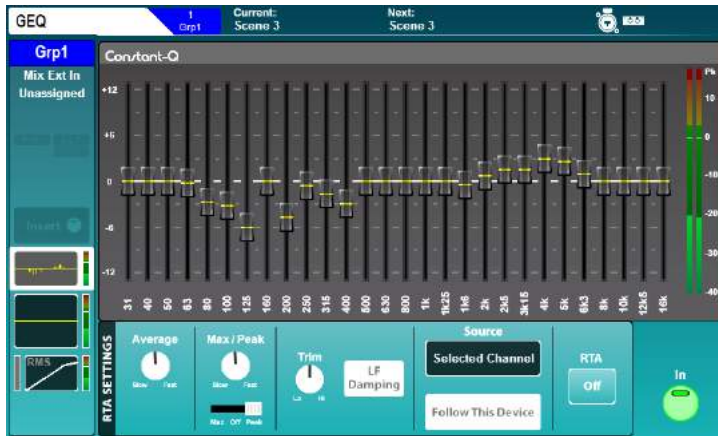 GEQ
1
Grp1
Current:
Scene 3
Next:
Scene 3
Grp1
Mix Ext In
Unassigned
Insert
RMS
Constant-Q
+12
+6
0
-6
-12
31 40 50 63 80 100 125 160 200 250 315 400 500 630 800 1k 1k25 1k6 2k 2k5 3k15 4k 5k 6k3 8k 10k 12k5 16k
Pk
10
0
-10
-20
-30
-40
RTA SETTINGS
Average
Slow Fast
Max / Peak
Slow Fast
Max Off Peak
Trim
Lo Hi
LF
Damping
Source
Selected Channel
Follow This Device
RTA
Off
In